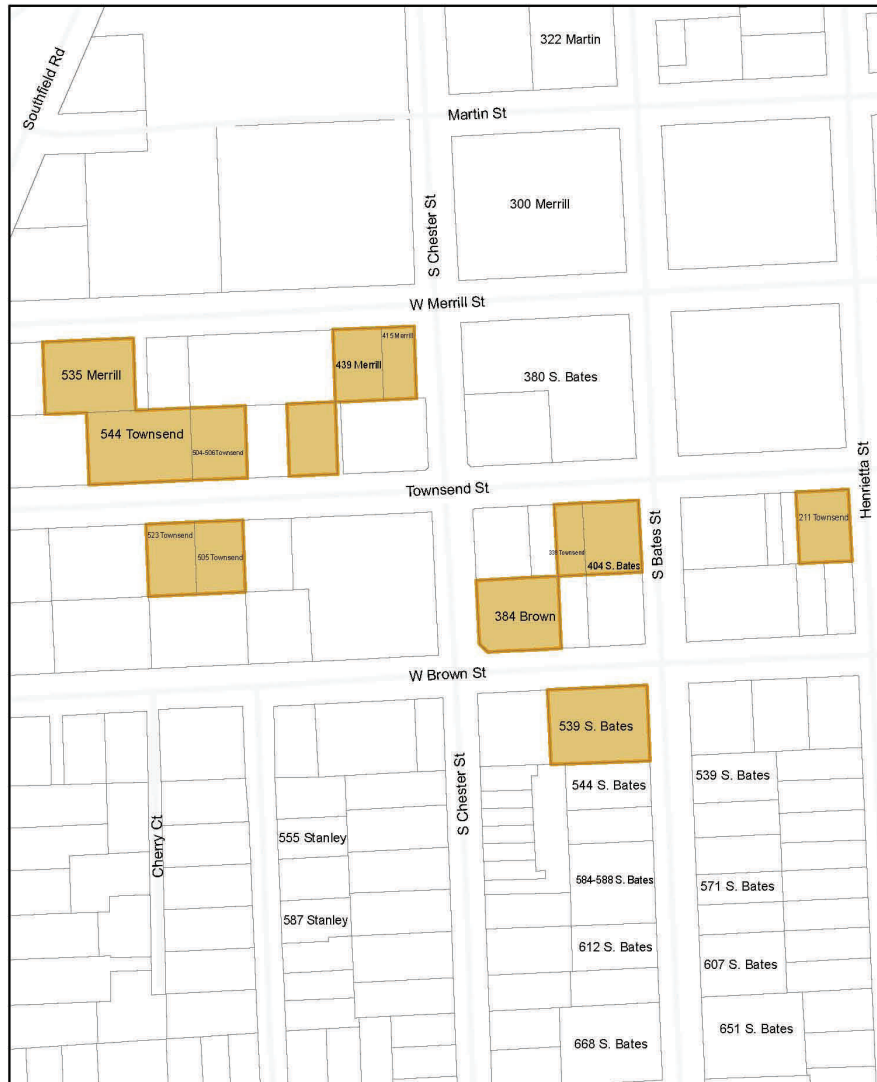 322 Martin
Southfield Rd
Martin St
300 Merrill
S Chester St
W Merrill St
415 Merrill
439 Merrill
535 Merrill
380 S. Bates
544 Townsend
504-506 Townsend
Townsend St
Henrietta St
S Bates St
211 Townsend
523 Townsend
505 Townsend
Townsend
404 S. Bates
384 Brown
W Brown St
539 S. Bates
544 S. Bates
539 S. Bates
S Chester St
Cherry Ct
555 Stanley
584-588 S. Bates
571 S. Bates
587 Stanley
612 S. Bates
607 S. Bates
651 S. Bates
668 S. Bates